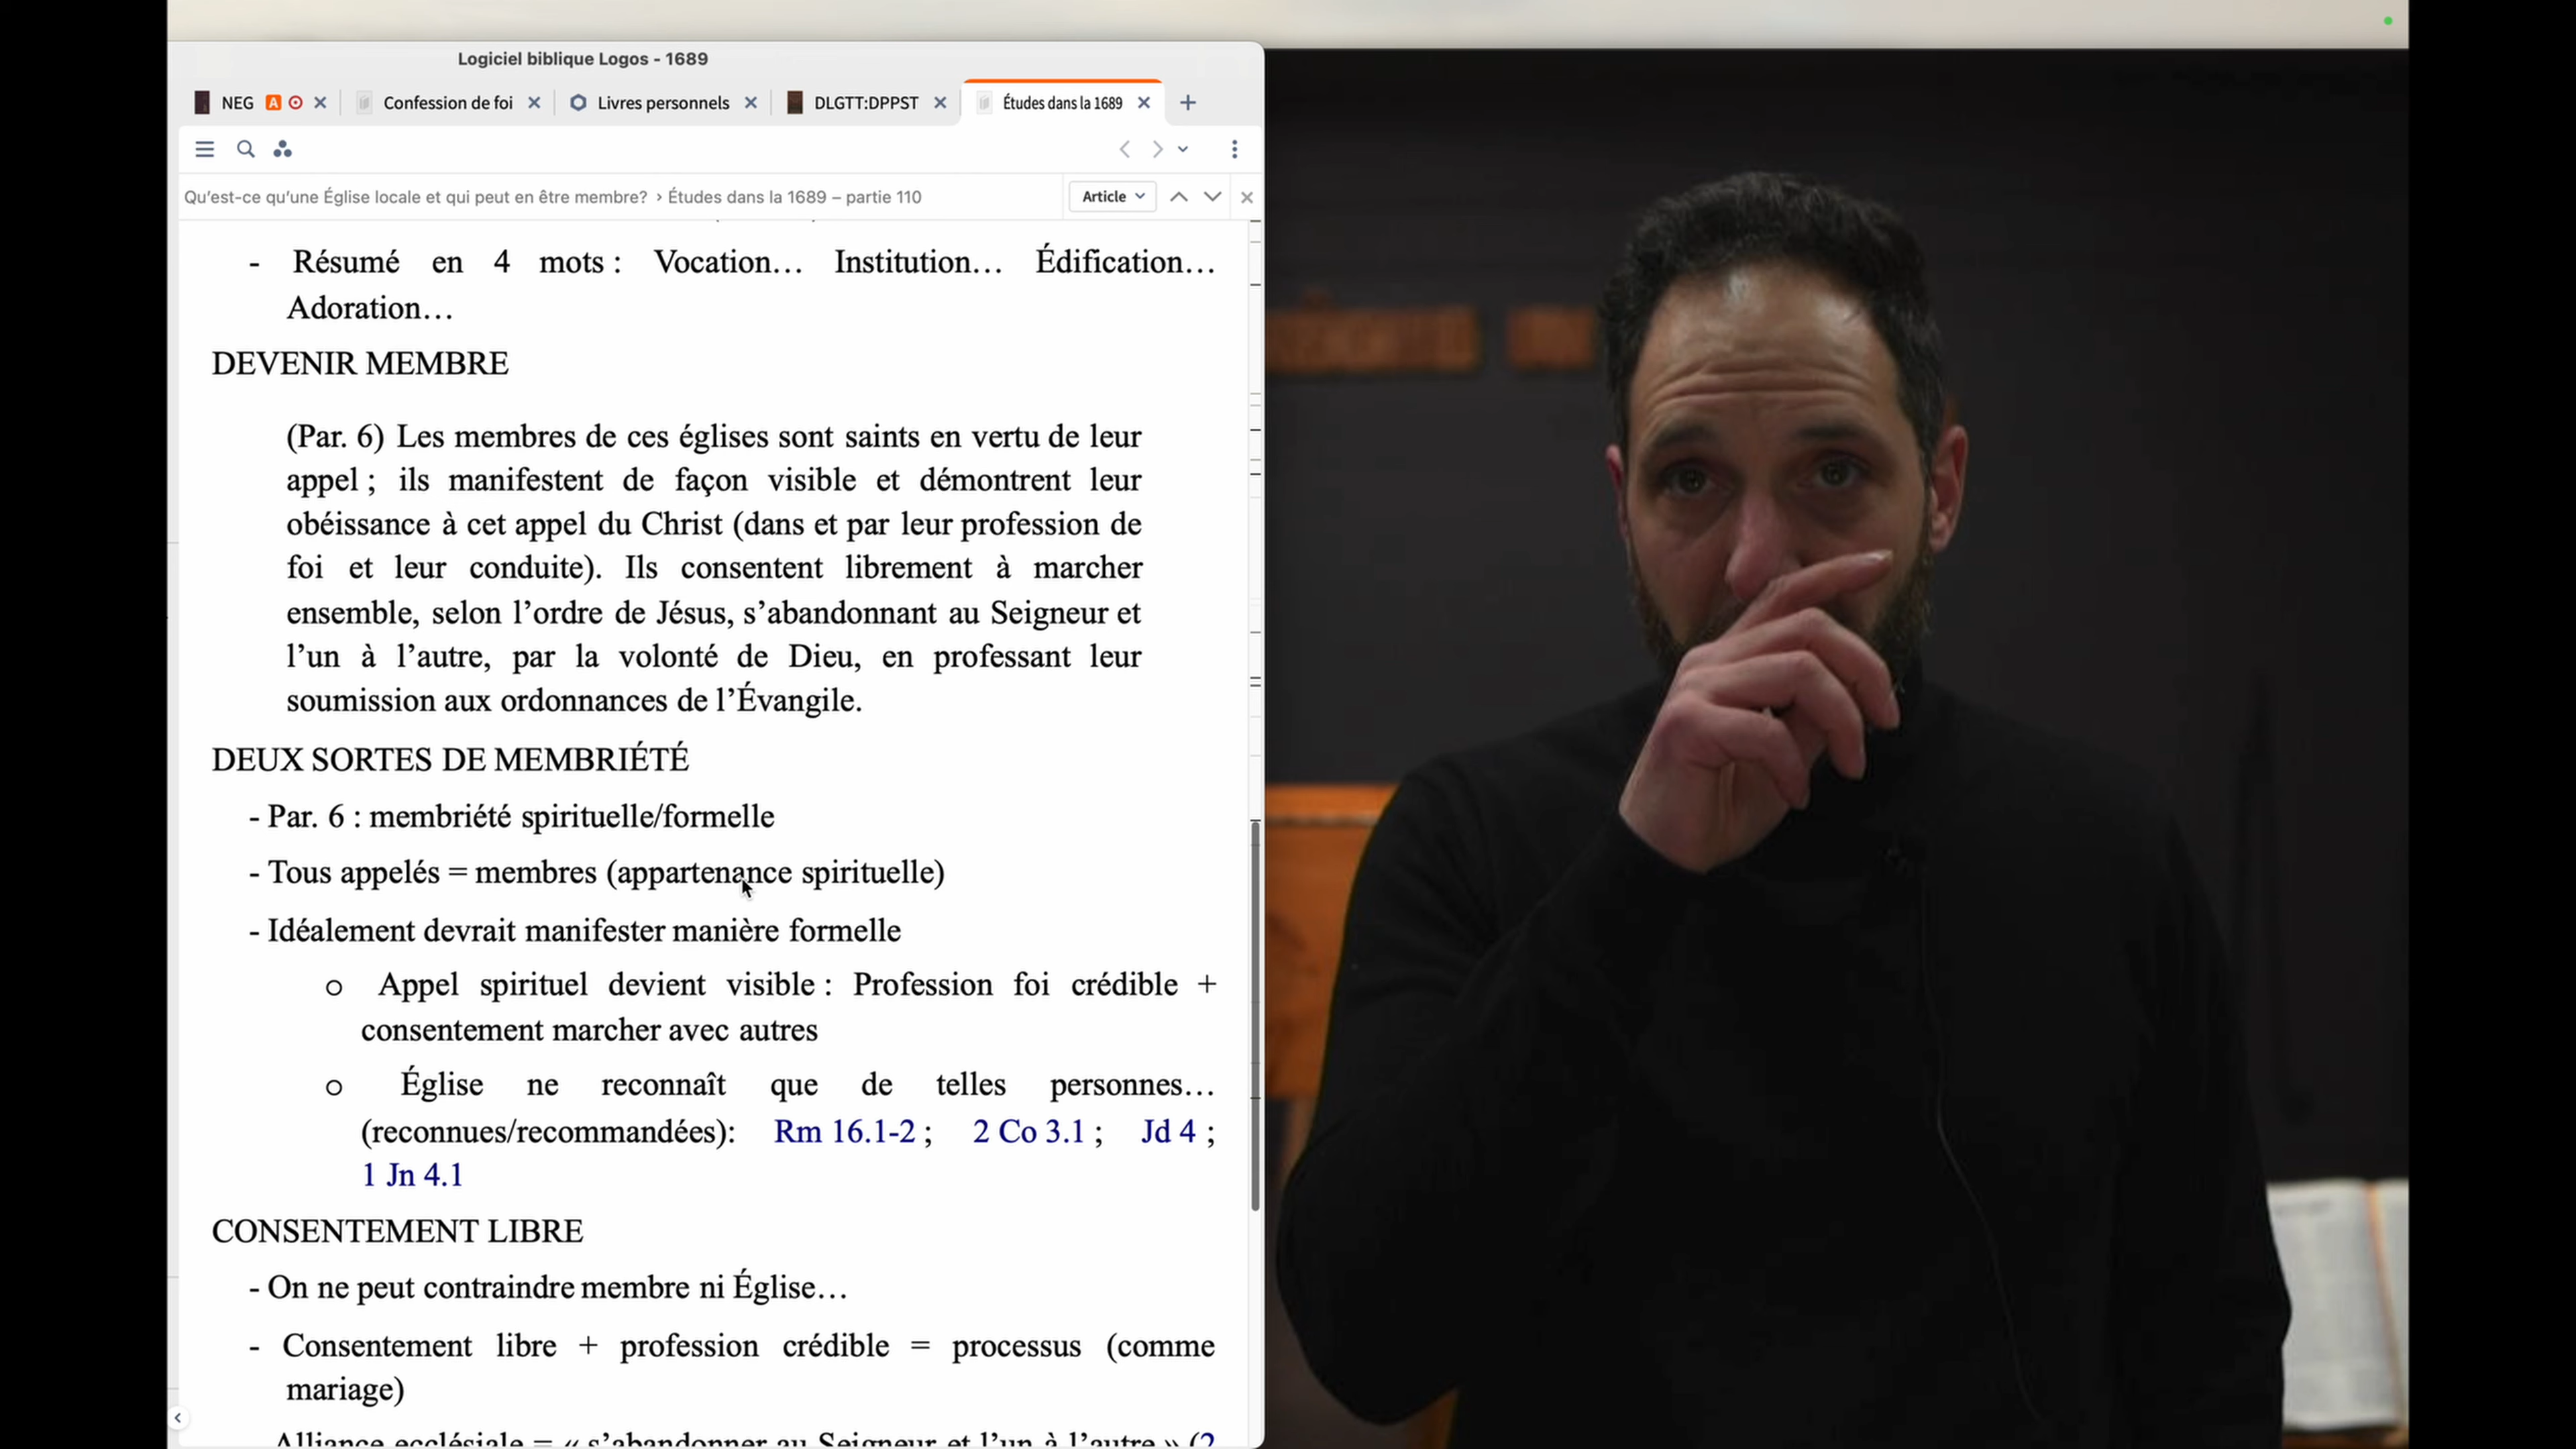 Logiciel biblique Logos - 1689
NEG A Confession de foi Livres personnels DLGTT:DPPST Études dans la 1689
Qu'est-ce qu'une Église locale et qui peut en être membre? › Études dans la 1689 – partie 110 Article
- Résumé en 4 mots : Vocation… Institution… Édification…
Adoration…
DEVENIR MEMBRE
(Par. 6) Les membres de ces églises sont saints en vertu de leur
appel ; ils manifestent de façon visible et démontrent leur
obéissance à cet appel du Christ (dans et par leur profession de
foi et leur conduite). Ils consentent librement à marcher
ensemble, selon l'ordre de Jésus, s'abandonnant au Seigneur et
l'un à l'autre, par la volonté de Dieu, en professant leur
soumission aux ordonnances de l'Évangile.
DEUX SORTES DE MEMBRIÉTÉ
- Par. 6 : membriété spirituelle/formelle
- Tous appelés = membres (appartenance spirituelle)
- Idéalement devrait manifester manière formelle
o Appel spirituel devient visible : Profession foi crédible +
consentement marcher avec autres
o Église ne reconnaît que de telles personnes…
(reconnues/recommandées): Rm 16.1-2 ; 2 Co 3.1 ; Jd 4 ;
1 Jn 4.1
CONSENTEMENT LIBRE
- On ne peut contraindre membre ni Église…
- Consentement libre + profession crédible = processus (comme
mariage)
Alliance ecclésiale = « s'abandonner au Seigneur et l'un à l'autre » (2